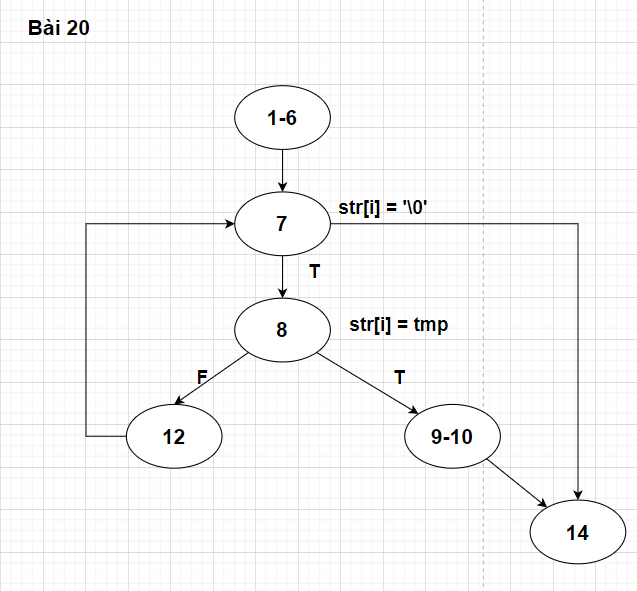 Bài 20
1-6
str[i] = '\0'
7
T
8
str[i] = tmp
F
T
12
9-10
14